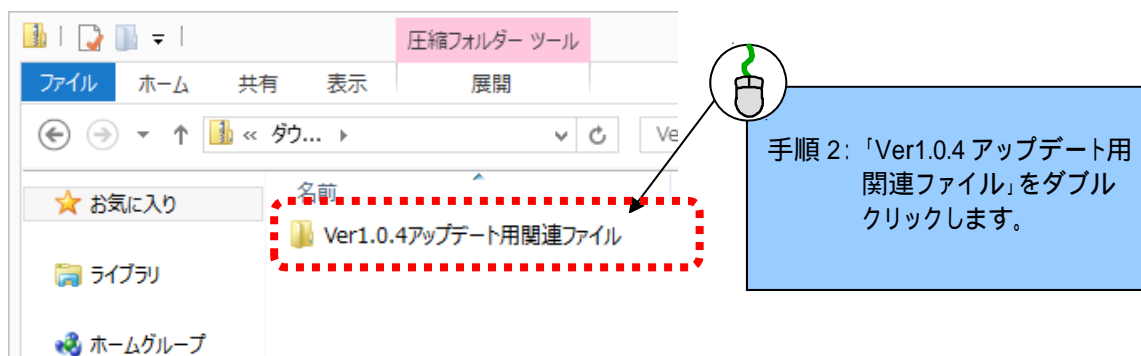 圧縮フォルダー ツール
ファイル ホーム 共有 表示 展開
« ダウ... Ve
名前
お気に入り
Ver1.0.4アップデート用関連ファイル
ライブラリ
ホームグループ
手順 2：「Ver1.0.4 アップデート用
関連ファイル」をダブル
クリックします。